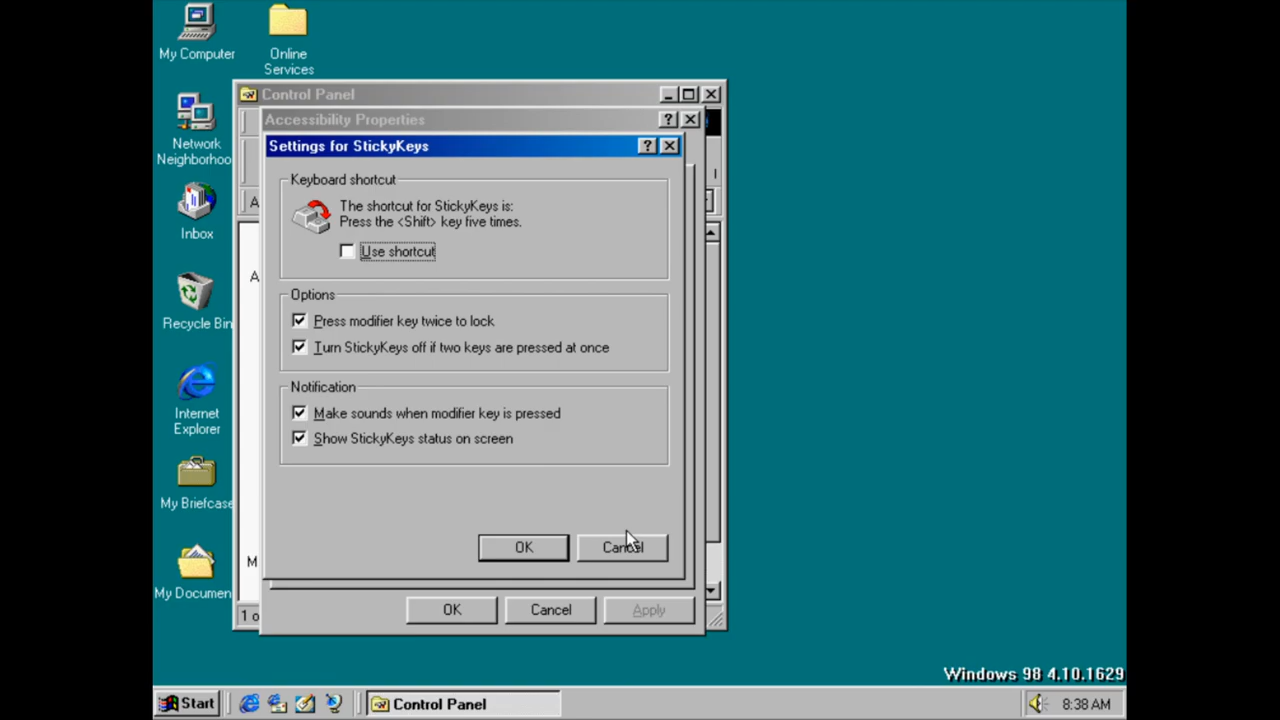 My Computer
Online
Services
Network
Neighborhoo
Inbox
Recycle Bin
Internet
Explorer
My Briefcase
My Documen
Control Panel
Accessibility Properties
Settings for StickyKeys
Keyboard shortcut
The shortcut for StickyKeys is:
Press the <Shift> key five times.
Use shortcut
Options
Press modifier key twice to lock
Turn StickyKeys off if two keys are pressed at once
Notification
Make sounds when modifier key is pressed
Show StickyKeys status on screen
OK
Cancel
OK
Cancel
Apply
A
A
M
1 o
Windows 98 4.10.1629
Start
Control Panel
8:38 AM